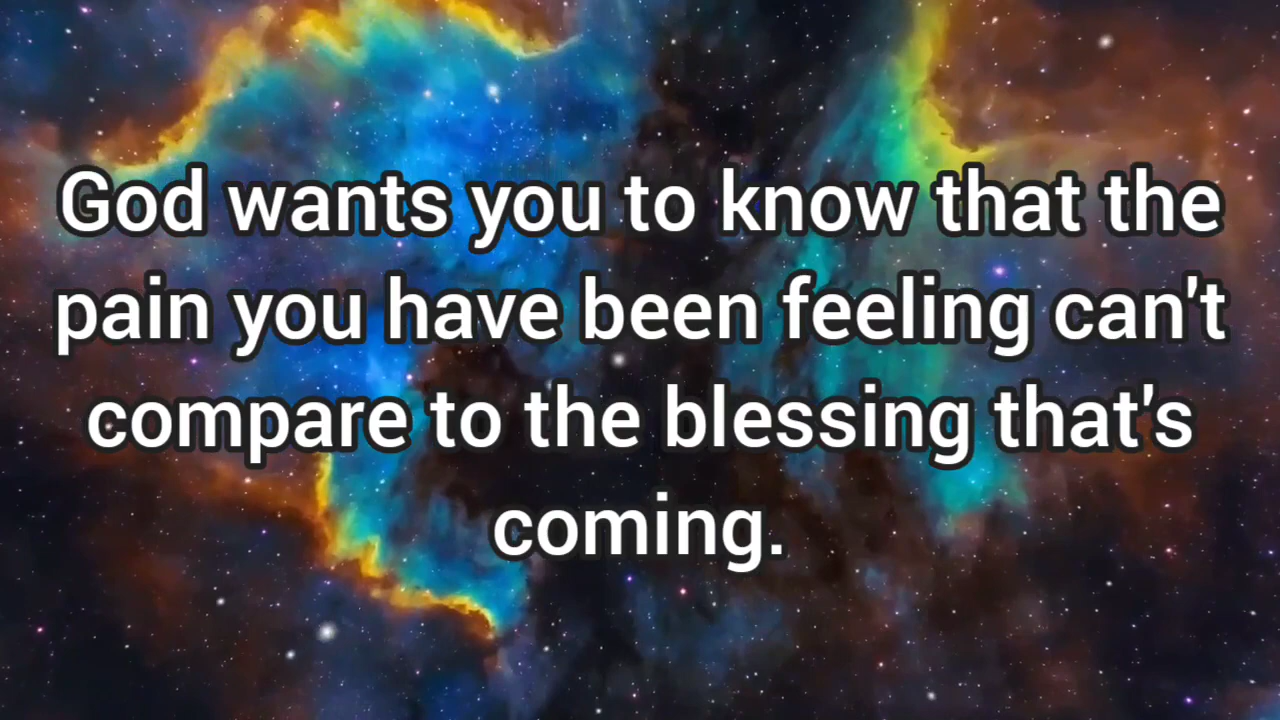 God wants you to know that the
pain you have been feeling can't
compare to the blessing that's
coming.